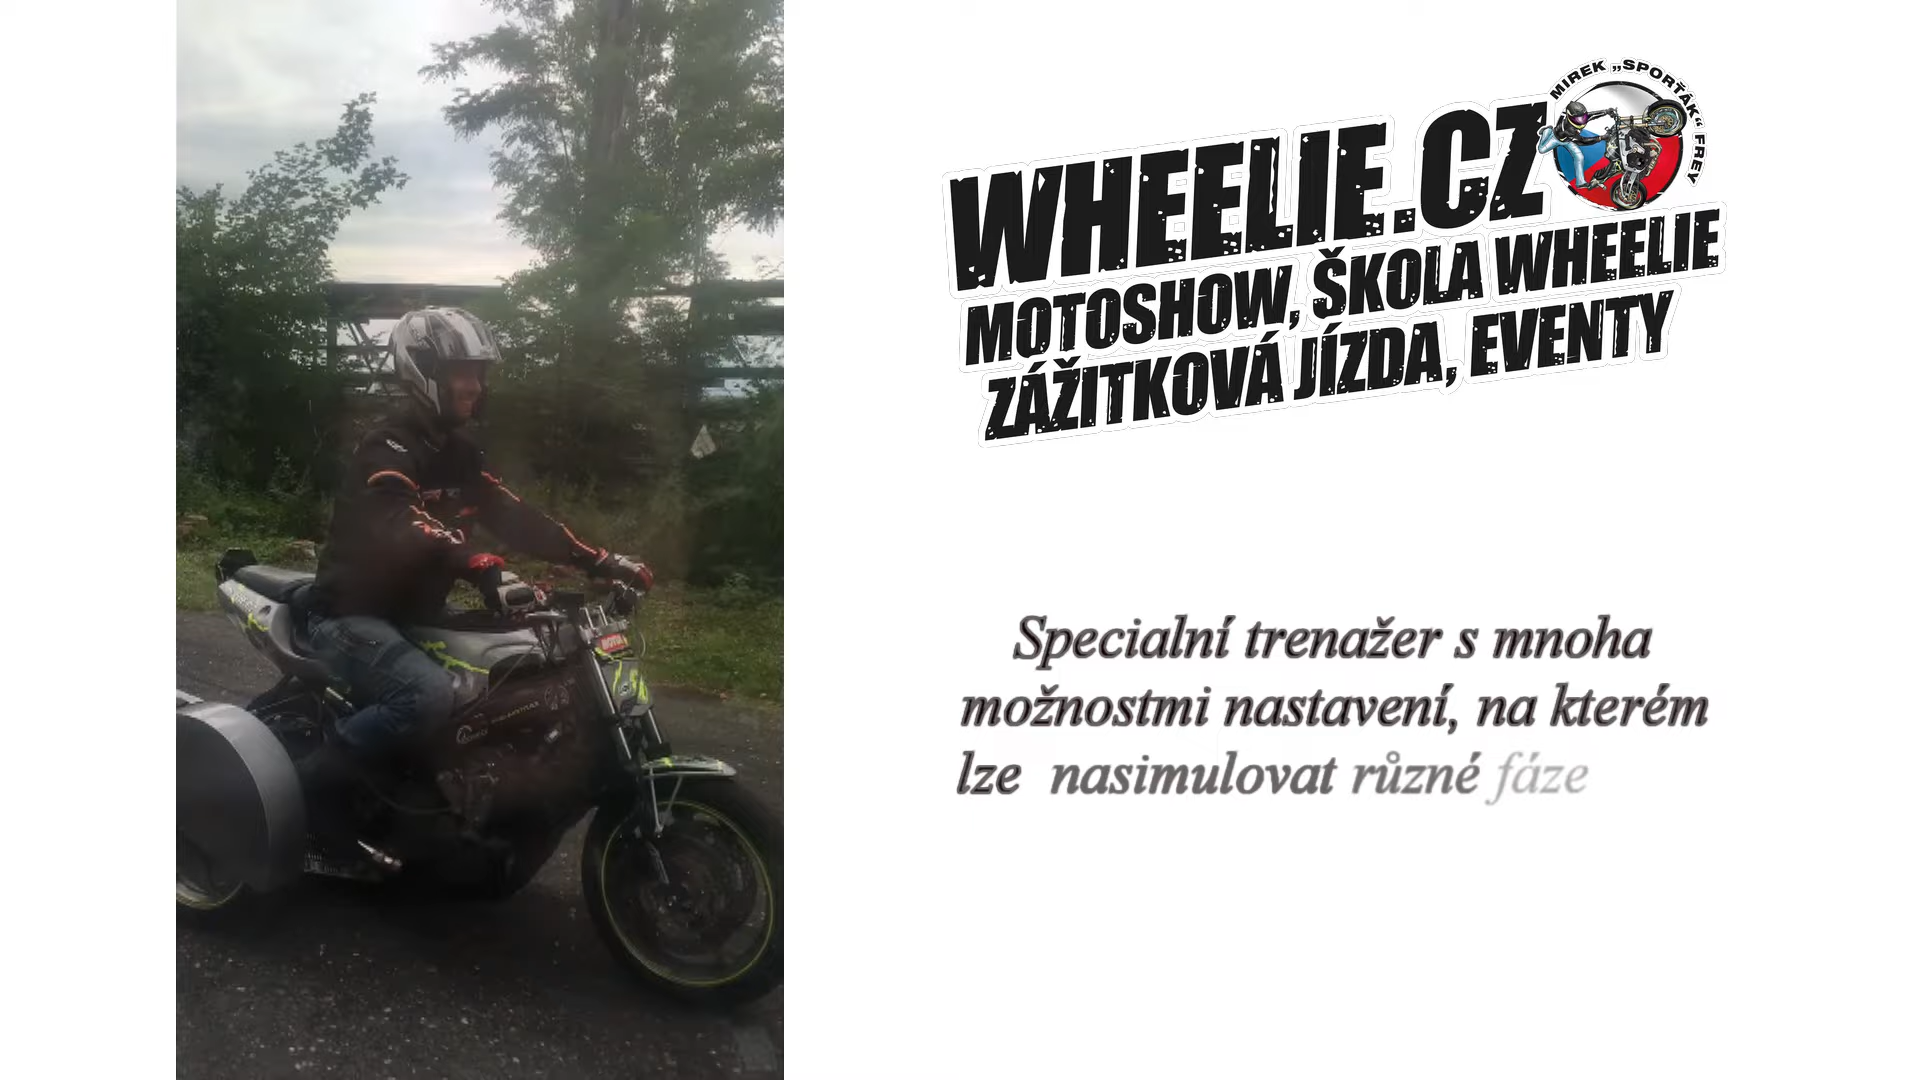 MIREK „SPORŤÁK“ FREY
WHEELIE.CZ
MOTOSHOW, ŠKOLA WHEELIE
ZÁŽITKOVÁ JÍZDA, EVENTY
Specialní trenažer s mnoha
možnostmi nastavení, na kterém
lze nasimulovat různé fáze